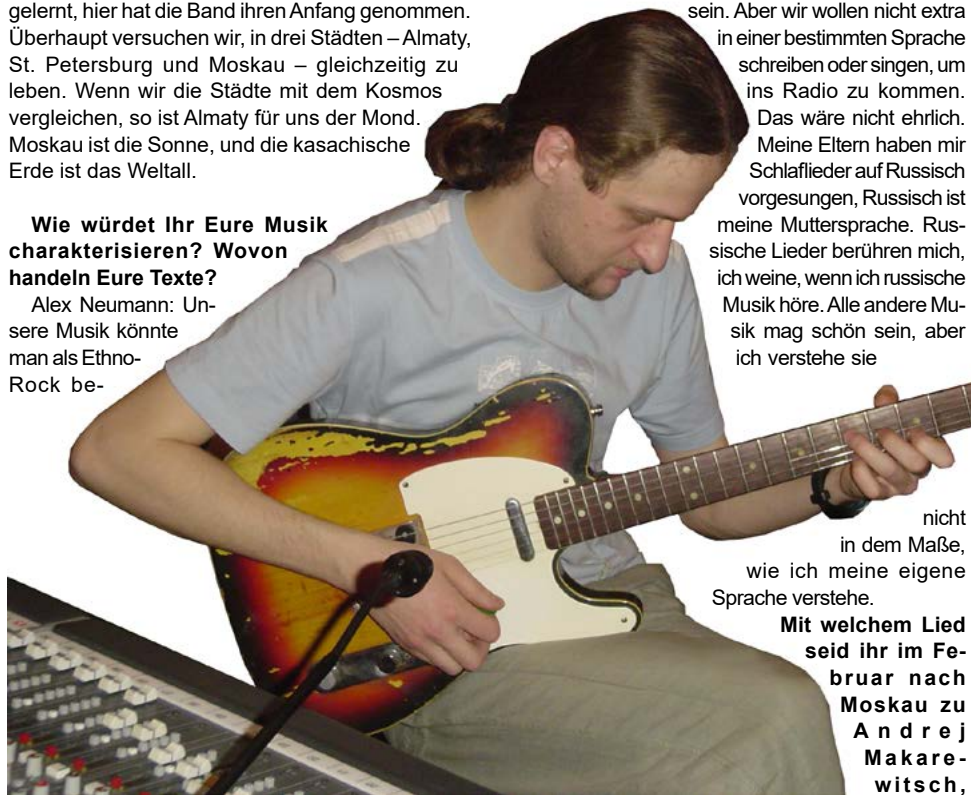 gelernt, hier hat die Band ihren Anfang genommen.
Überhaupt versuchen wir, in drei Städten – Almaty,
St. Petersburg und Moskau – gleichzeitig zu
leben. Wenn wir die Städte mit dem Kosmos
vergleichen, so ist Almaty für uns der Mond.
Moskau ist die Sonne, und die kasachische
Erde ist das Weltall.
Wie würdet Ihr Eure Musik
charakterisieren? Wovon
handeln Eure Texte?
Alex Neumann: Un-
sere Musik könnte
man als Ethno-
Rock be-
sein. Aber wir wollen nicht extra
in einer bestimmten Sprache
schreiben oder singen, um
ins Radio zu kommen.
Das wäre nicht ehrlich.
Meine Eltern haben mir
Schlaflieder auf Russisch
vorgesungen, Russisch ist
meine Muttersprache. Rus-
sische Lieder berühren mich,
ich weine, wenn ich russische
Musik höre. Alle andere Mu-
sik mag schön sein, aber
ich verstehe sie
nicht
in dem Maße,
wie ich meine eigene
Sprache verstehe.
Mit welchem Lied
seid ihr im Fe-
bruar nach
Moskau zu
Andrej
Makare-
witsch,